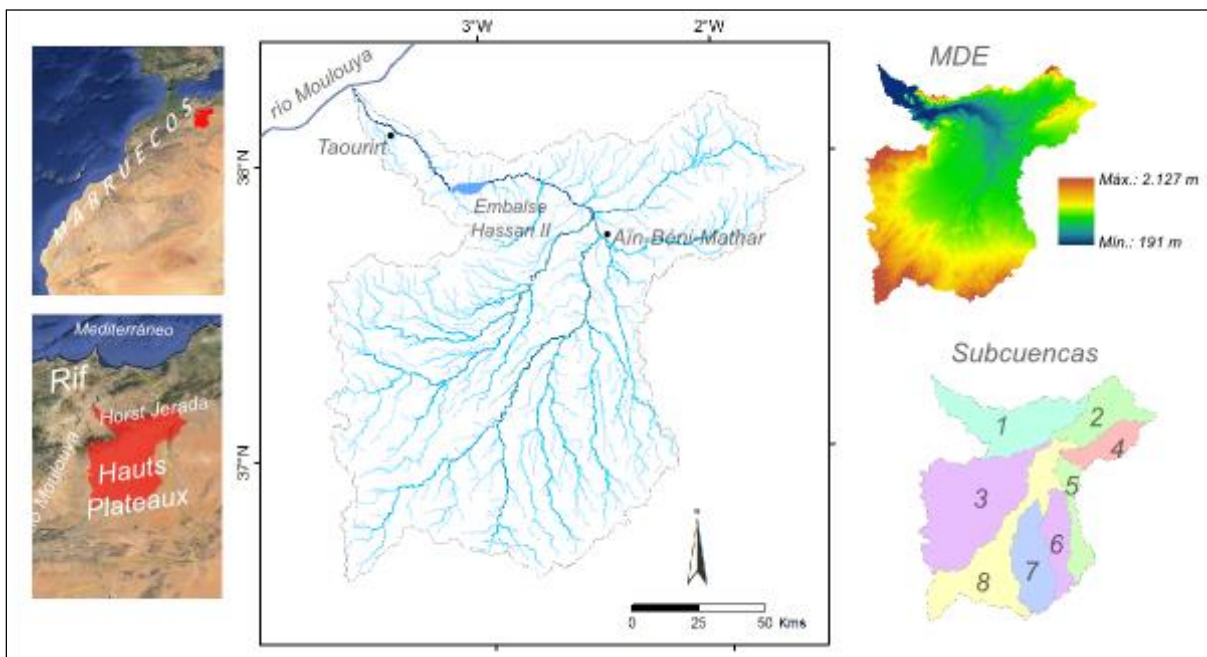 MARRUECOS
Mediterráneo
Rif
Horst Jerada
Hauts
Plateaux
o Moulouya
3°W
2°W
38°N
37°N
río Moulouya
Taourirt
Embalse
Hassan II
Aïn-Béni-Mathar
0 25 50 Kms
MDE
Máx.: 2.127 m
Mín.: 191 m
Subcuencas
1
2
4
3
5
6
7
8